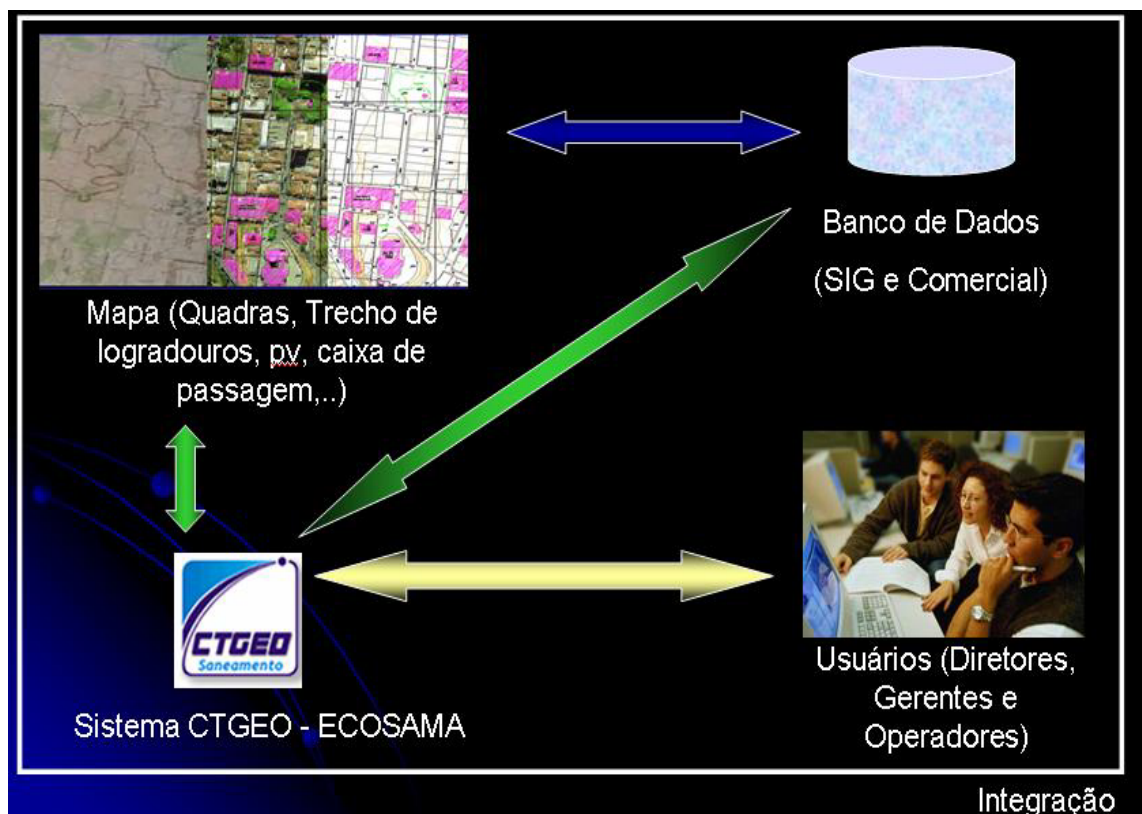 Mapa (Quadras, Trecho de
logradouros, pv, caixa de
passagem,..)
Banco de Dados
(SIG e Comercial)
CTGEO
Saneamento
Sistema CTGEO - ECOSAMA
Usuários (Diretores,
Gerentes e
Operadores)
Integração